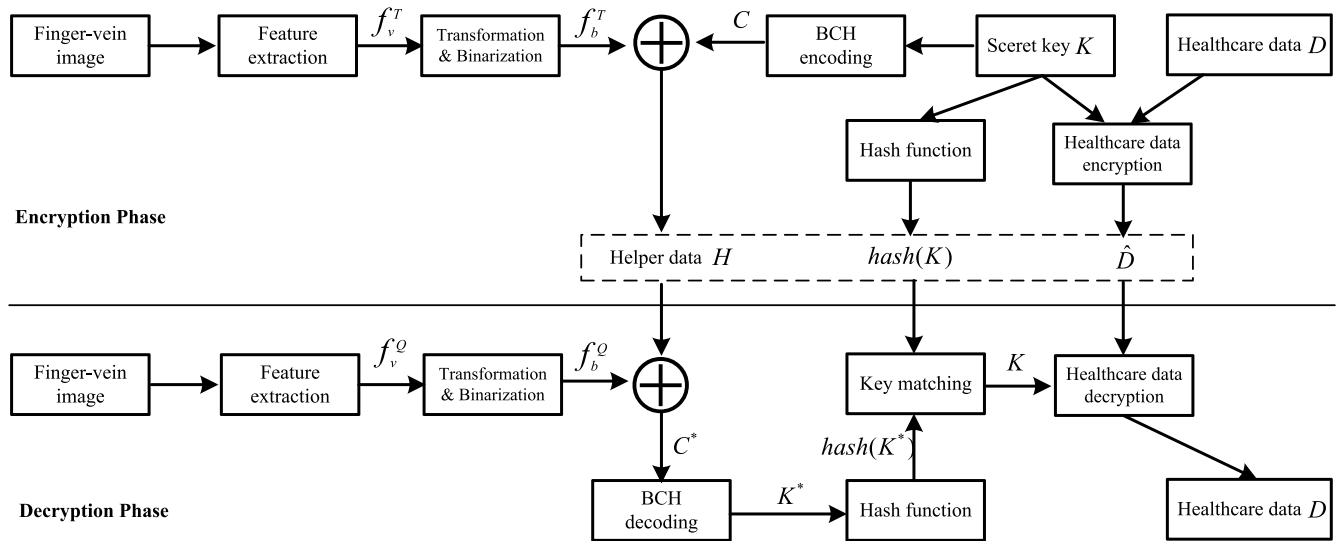 Finger-vein
image
Feature
extraction
f_v^T
Transformation
& Binarization
f_b^T
C
BCH
encoding
Sceret key K
Healthcare data D
Hash function
Healthcare data
encryption
Encryption Phase
Helper data H
hash(K)
D̂
Finger-vein
image
Feature
extraction
f_v^Q
Transformation
& Binarization
f_b^Q
Key matching
K
Healthcare data
decryption
C*
hash(K*)
Decryption Phase
BCH
decoding
K*
Hash function
Healthcare data D